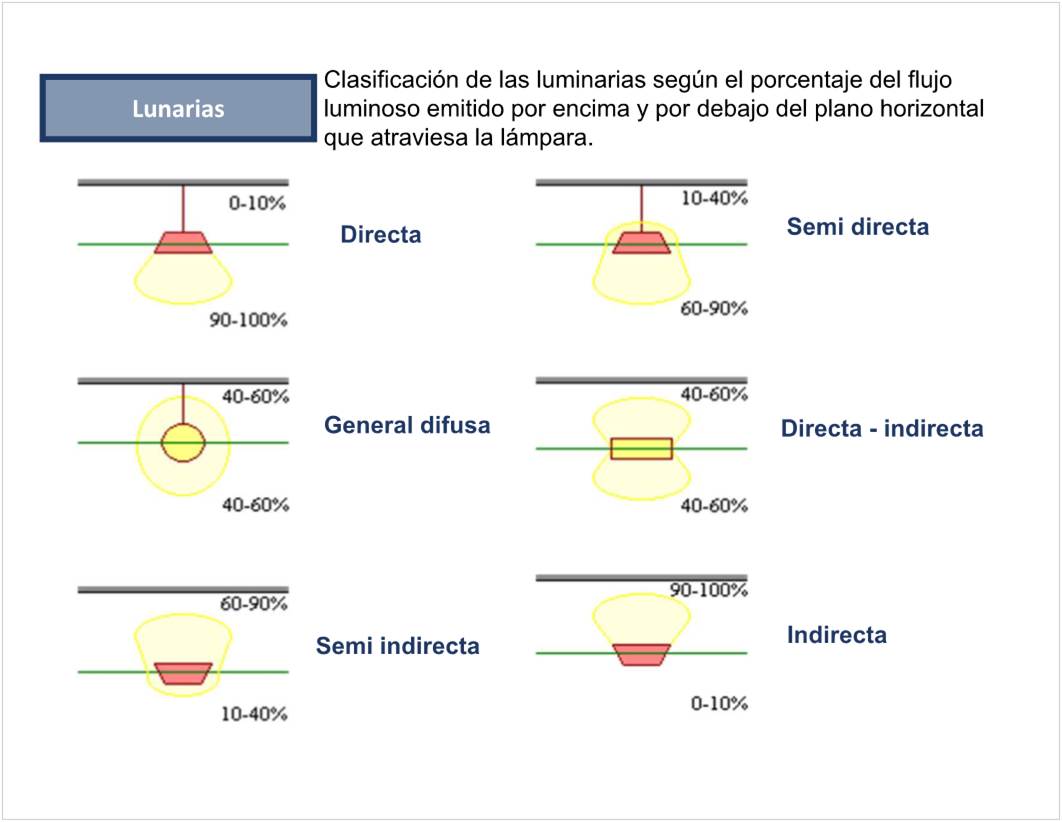 Lunarias
Clasificación de las luminarias según el porcentaje del flujo
luminoso emitido por encima y por debajo del plano horizontal
que atraviesa la lámpara.
0-10%
Directa
90-100%
10-40%
Semi directa
60-90%
40-60%
General difusa
40-60%
40-60%
Directa - indirecta
40-60%
60-90%
Semi indirecta
10-40%
90-100%
Indirecta
0-10%